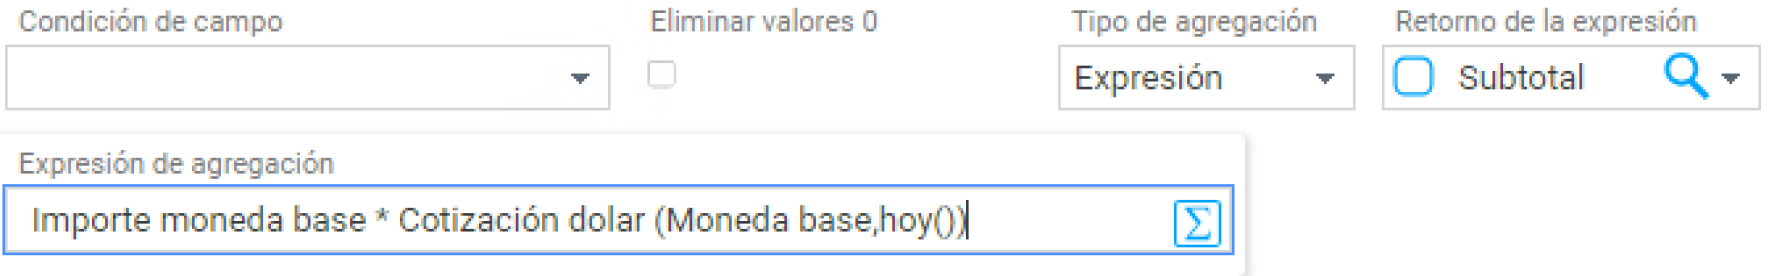 Condición de campo Eliminar valores 0 Tipo de agregación Retorno de la expresión
Expresión Subtotal
Expresión de agregación
Importe moneda base * Cotización dolar (Moneda base,hoy())
Σ